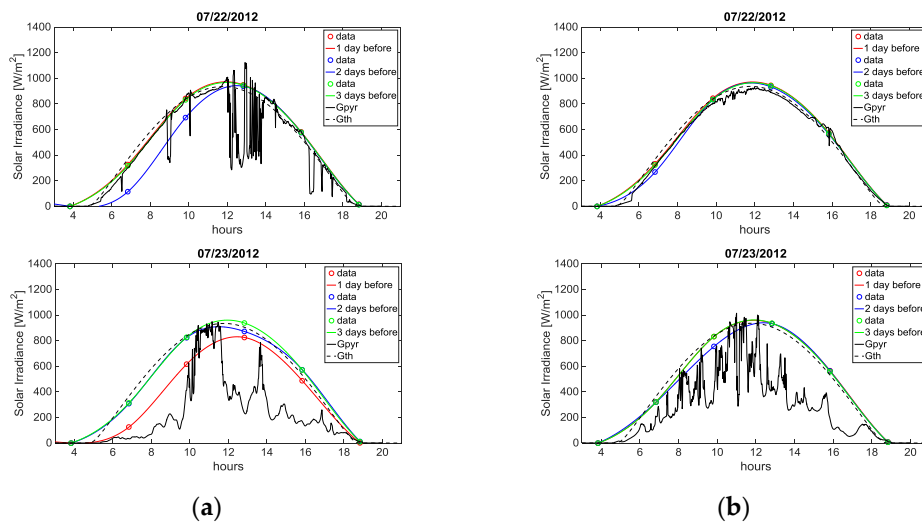 07/22/2012
Solar Irradiance [W/m²]
1400
1200
1000
800
600
400
200
0
4 6 8 10 12 14 16 18 20
hours
data
1 day before
data
2 days before
data
3 days before
Gpyr
Gth
07/22/2012
Solar Irradiance [W/m²]
1400
1200
1000
800
600
400
200
0
4 6 8 10 12 14 16 18 20
hours
data
1 day before
data
2 days before
data
3 days before
Gpyr
Gth
07/23/2012
Solar Irradiance [W/m²]
1400
1200
1000
800
600
400
200
0
4 6 8 10 12 14 16 18 20
hours
data
1 day before
data
2 days before
data
3 days before
Gpyr
Gth
07/23/2012
Solar Irradiance [W/m²]
1400
1200
1000
800
600
400
200
0
4 6 8 10 12 14 16 18 20
hours
data
1 day before
data
2 days before
data
3 days before
Gpyr
Gth
(a)
(b)